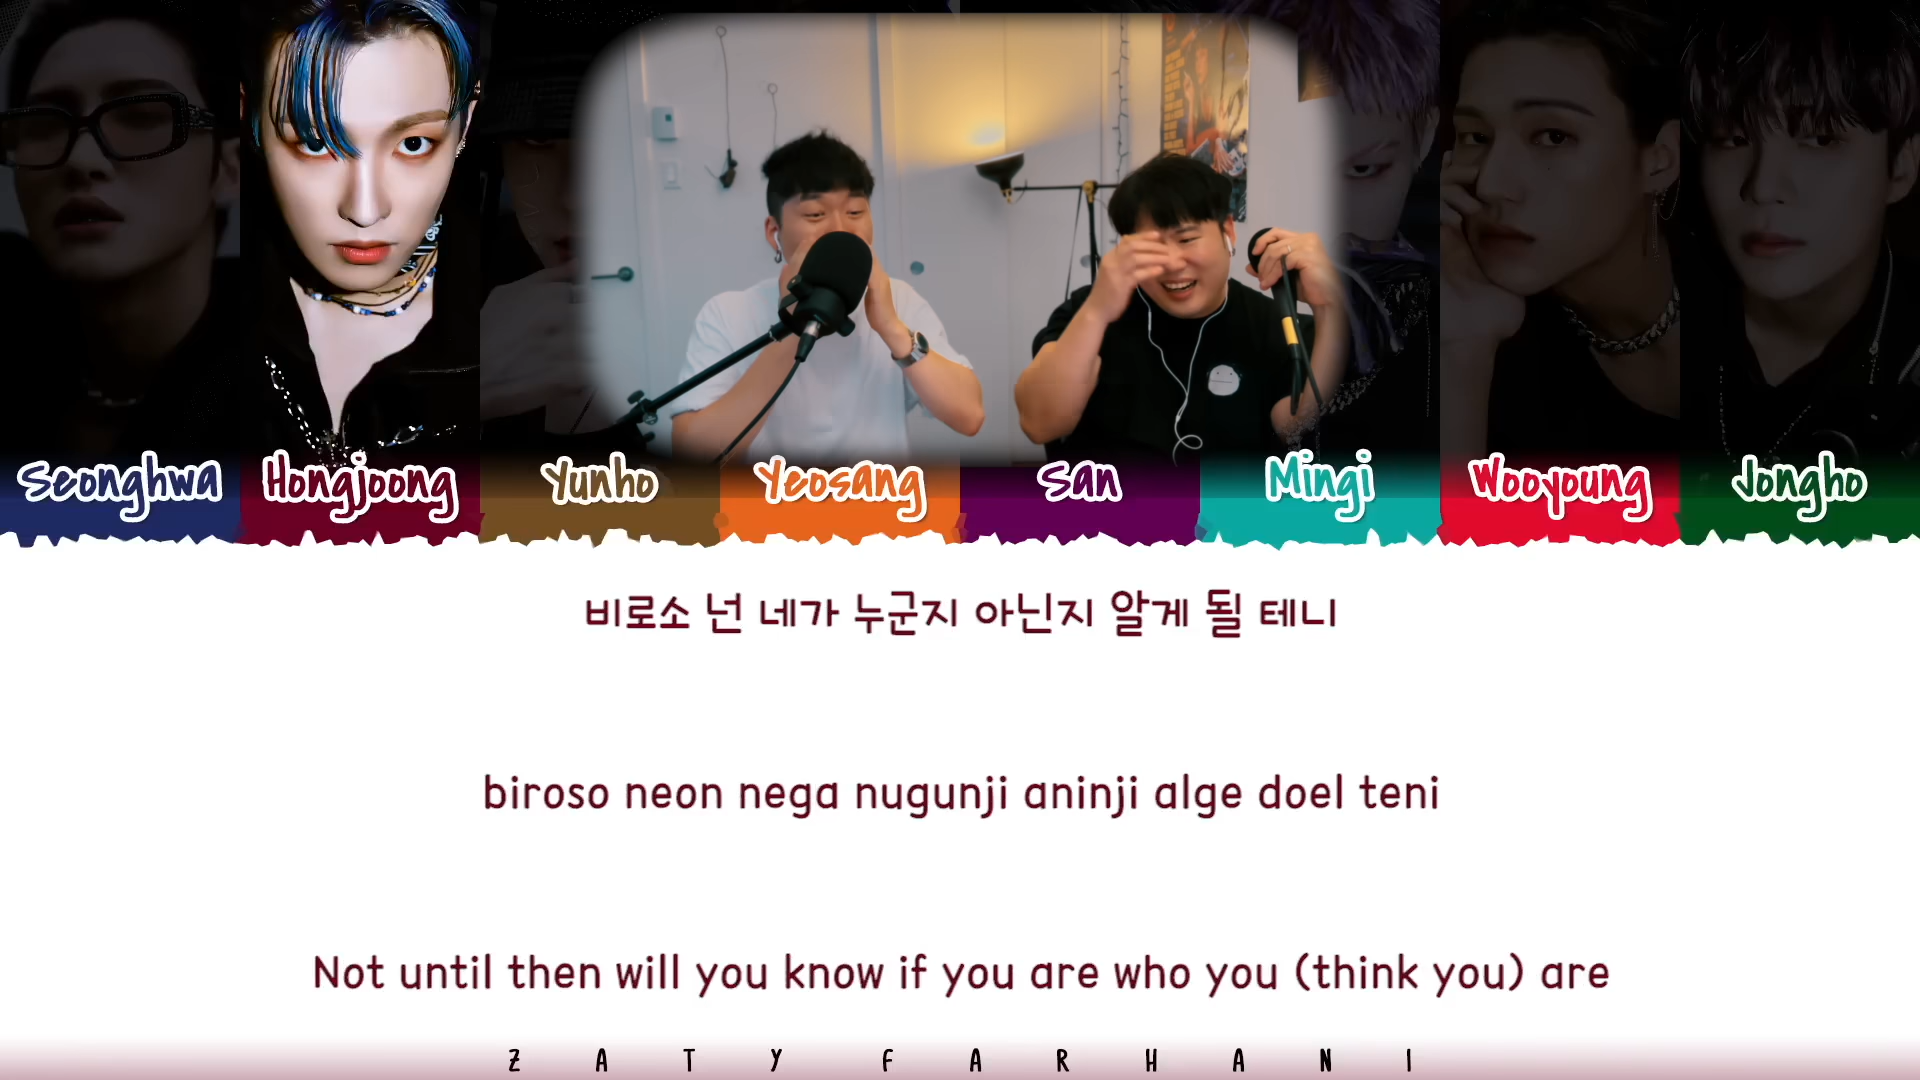 Seonghwa Hongjoong Yunho Yeosang San Mingi Wooyoung Jongho
비로소 넌 네가 누군지 아닌지 알게 될 테니
biroso neon nega nugunji aninji alge doel teni
Not until then will you know if you are who you (think you) are
ZATY FARHANI